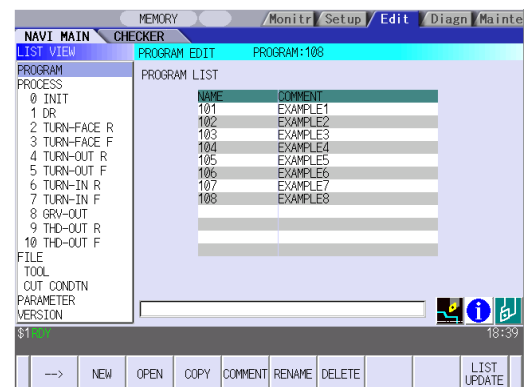 MEMORY Monitr Setup Edit Diagn Mainte
NAVI MAIN CHECKER
LIST VIEW PROGRAM EDIT PROGRAM:108
PROGRAM
PROCESS
0 INIT
1 DR
2 TURN-FACE R
3 TURN-FACE F
4 TURN-OUT R
5 TURN-OUT F
6 TURN-IN R
7 TURN-IN F
8 GRV-OUT
9 THD-OUT R
10 THD-OUT F
FILE
TOOL
CUT CONDTN
PARAMETER
VERSION
PROGRAM LIST
NAME COMMENT
101 EXAMPLE1
102 EXAMPLE2
103 EXAMPLE3
104 EXAMPLE4
105 EXAMPLE5
106 EXAMPLE6
107 EXAMPLE7
108 EXAMPLE8
$1 RDY 18:39
--> NEW OPEN COPY COMMENT RENAME DELETE LIST UPDATE